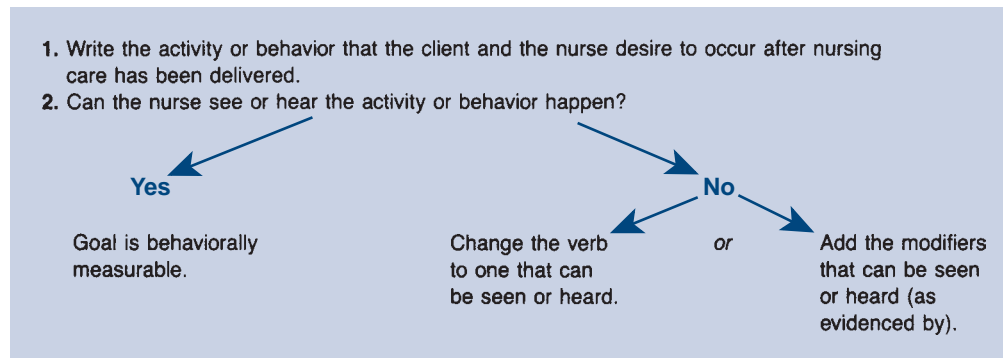 1. Write the activity or behavior that the client and the nurse desire to occur after nursing
care has been delivered.
2. Can the nurse see or hear the activity or behavior happen?
Yes
No
Goal is behaviorally
measurable.
Change the verb
to one that can
be seen or heard.
or
Add the modifiers
that can be seen
or heard (as
evidenced by).